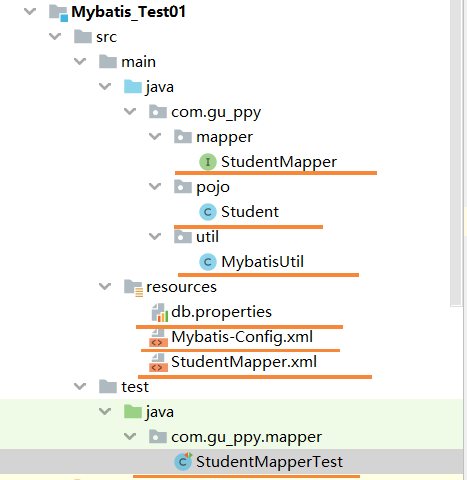 Mybatis_Test01
src
main
java
com.gu_ppy
mapper
I StudentMapper
pojo
C Student
util
C MybatisUtil
resources
db.properties
Mybatis-Config.xml
StudentMapper.xml
test
java
com.gu_ppy.mapper
C StudentMapperTest